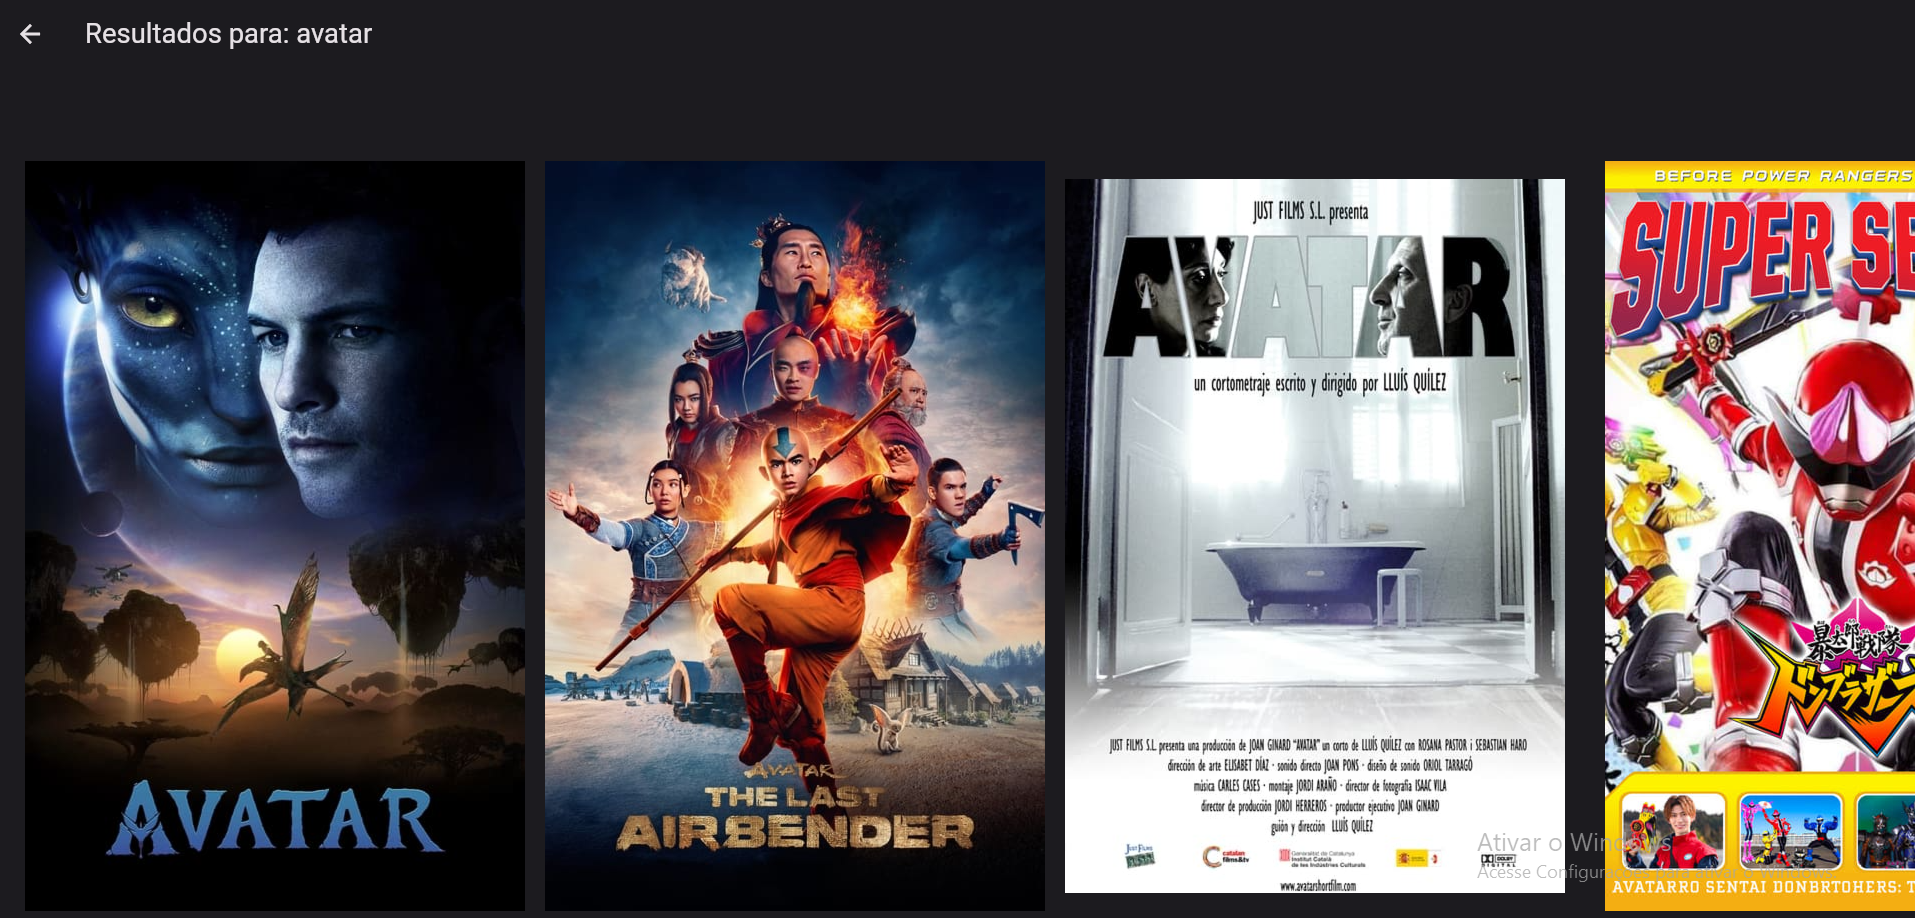 Resultados para: avatar
AVATAR
AVATAR
THE LAST
AIRBENDER
JUST FILMS S.L. presenta
AVATAR
un cortometraje escrito y dirigido por LLUÍS QUÍLEZ
JUST FILMS S.L. presenta una producción de JOAN GINARD "AVATAR" un corto de LLUÍS QUÍLEZ con ROSANA PASTOR i SEBASTIAN HARO
dirección de arte ELISABET DÍAZ · sonido directo JOAN PONS · diseño de sonido ORIOL TARRAGÓ
música CARLES CASES · montaje JORDI ARAÑO · director de fotografía ISAAC VILA
director de producción JORDI HERREROS · productor ejecutivo JOAN GINARD
guión y dirección LLUÍS QUÍLEZ
JUST FILMS
catalan
films&tv
Generalitat de Catalunya
Institut Català
de les Indústries Culturals
DOLBY
DIGITAL
www.avatarshortfilm.com
BEFORE POWER RANGERS
SUPER SE
暴太郎戦隊
ドンブラザーズ
AVATARRO SENTAI DONBRTOHERS: T
Ativar o Windows
Acesse Configurações para ativar o Windows.